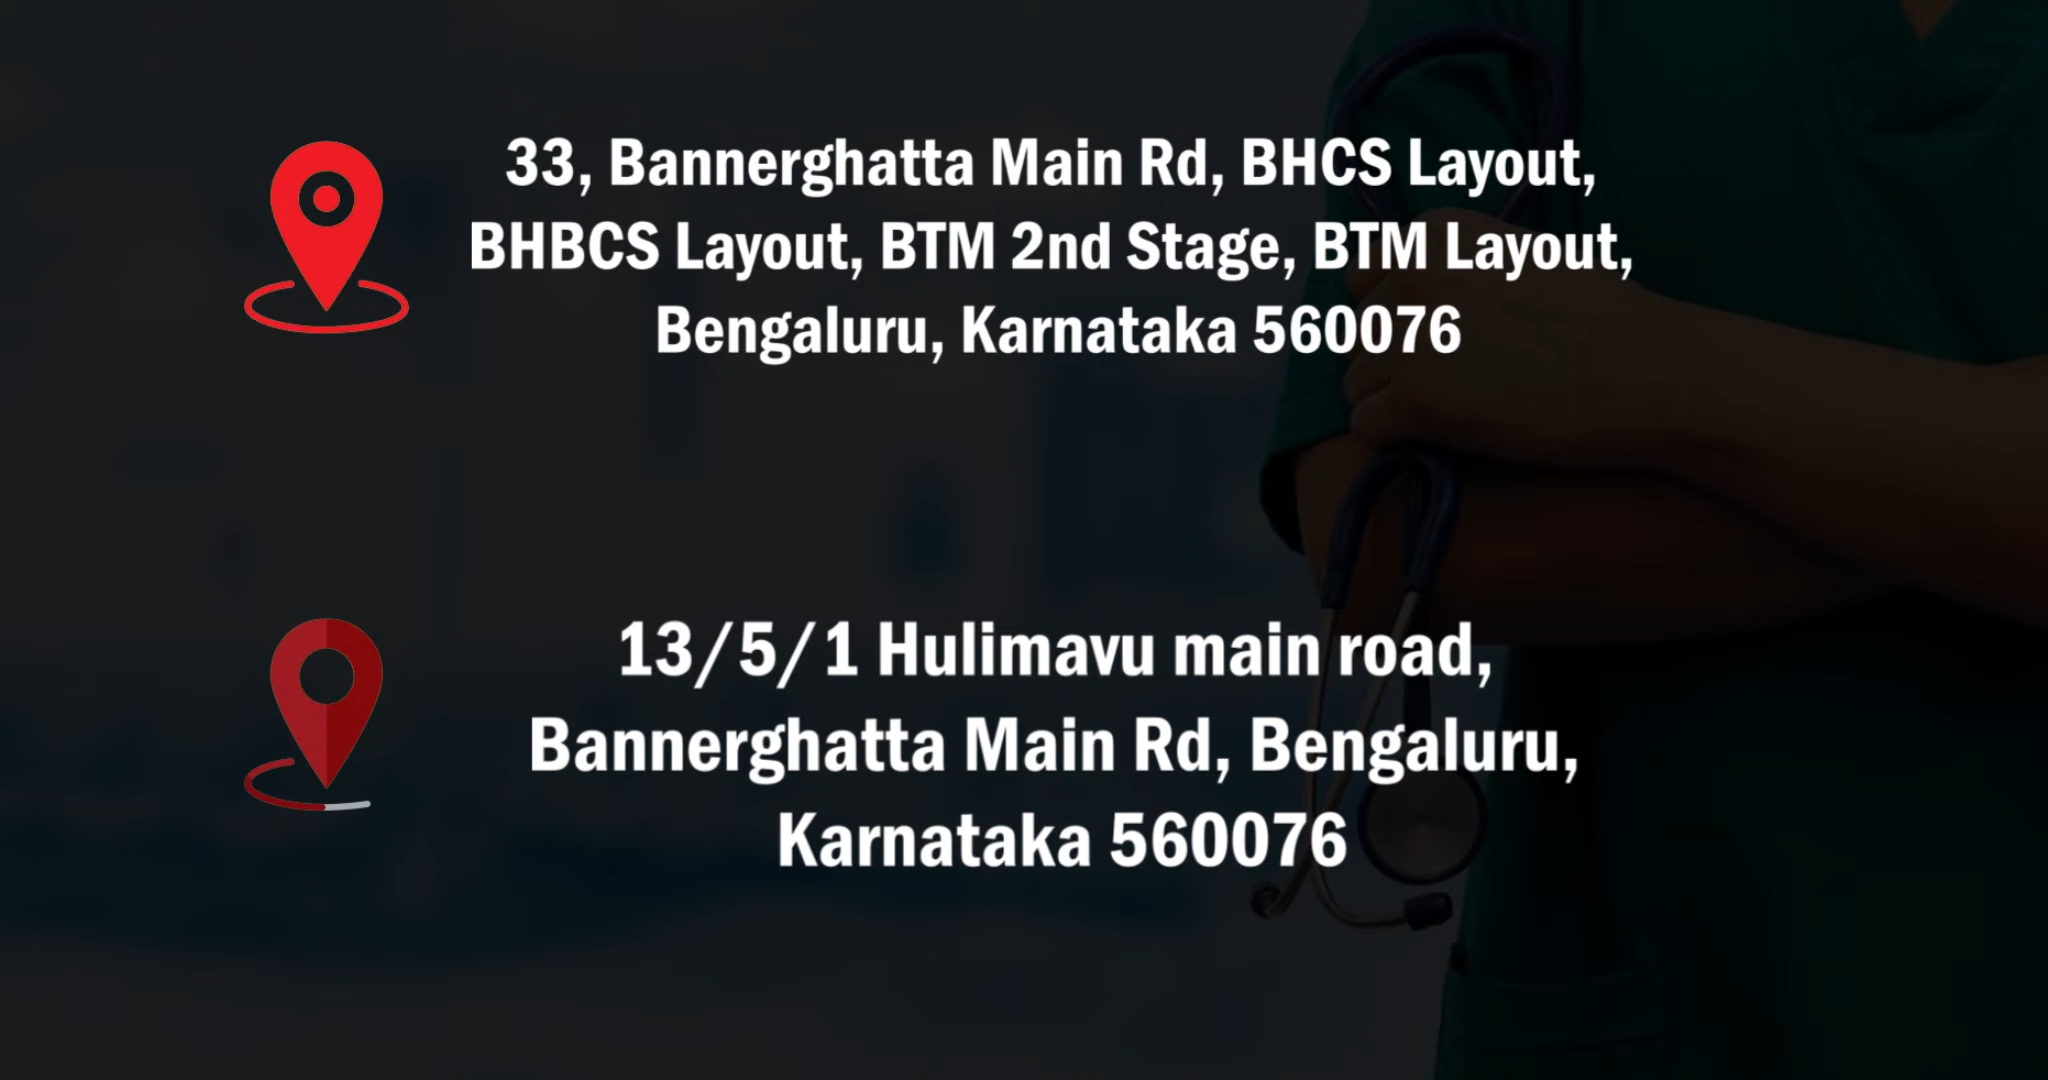 33, Bannerghatta Main Rd, BHCS Layout,
BHBCS Layout, BTM 2nd Stage, BTM Layout,
Bengaluru, Karnataka 560076
13/5/1 Hulimavu main road,
Bannerghatta Main Rd, Bengaluru,
Karnataka 560076